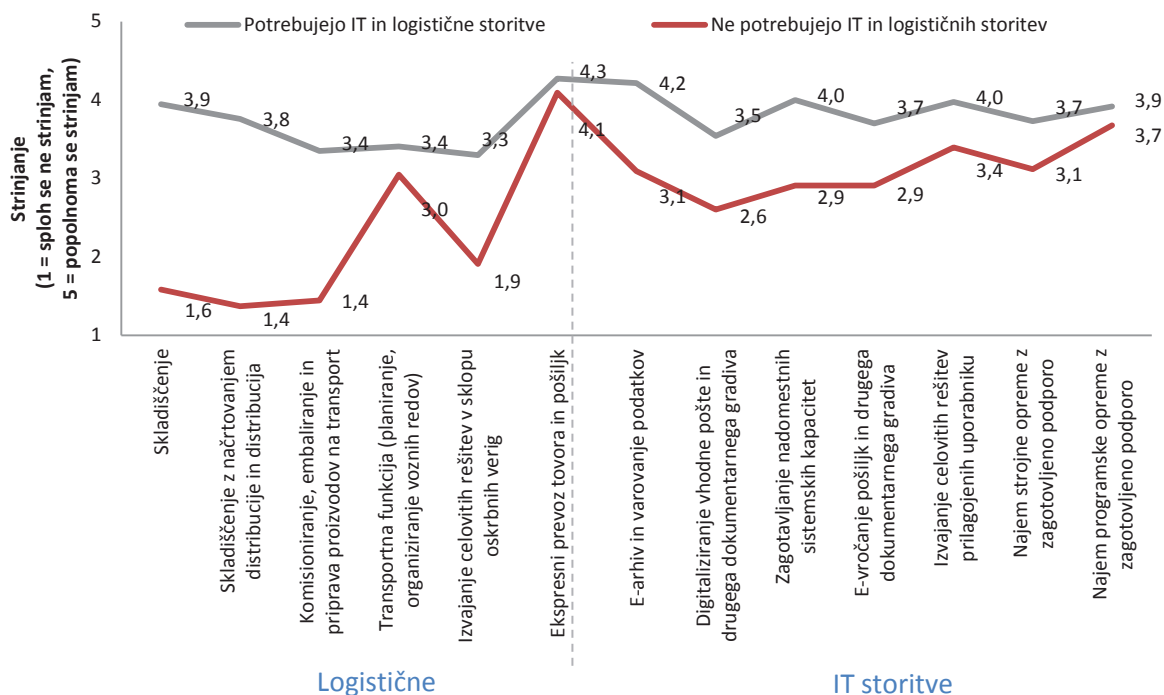 Potrebujejo IT in logistične storitve
Ne potrebujejo IT in logističnih storitev
Strinjanje
(1 = sploh se ne strinjam,
5 = popolnoma se strinjam)
5
4
3
2
1
3,9
3,8
3,4
3,4
3,3
4,3
4,2
3,5
4,0
3,7
4,0
3,7
3,9
1,6
1,4
1,4
3,0
1,9
4,1
3,1
2,6
2,9
2,9
3,4
3,1
3,7
Skladiščenje
Skladiščenje z načrtovanjem
distribucije in distribucija
Komisioniranje, embaliranje in
priprava proizvodov na transport
Transportna funkcija (planiranje,
organiziranje voznih redov)
Izvajanje celovitih rešitev v sklopu
oskrbnih verig
Ekspresni prevoz tovora in pošiljk
E-arhiv in varovanje podatkov
Digitaliziranje vhodne pošte in
drugega dokumentarnega gradiva
Zagotavljanje nadomestnih
sistemskih kapacitet
E-vročanje pošiljk in drugega
dokumentarnega gradiva
Izvajanje celovitih rešitev
prilagojenih uporabniku
Najem strojne opreme z
zagotovljeno podporo
Najem programske opreme z
zagotovljeno podporo
Logistične
IT storitve